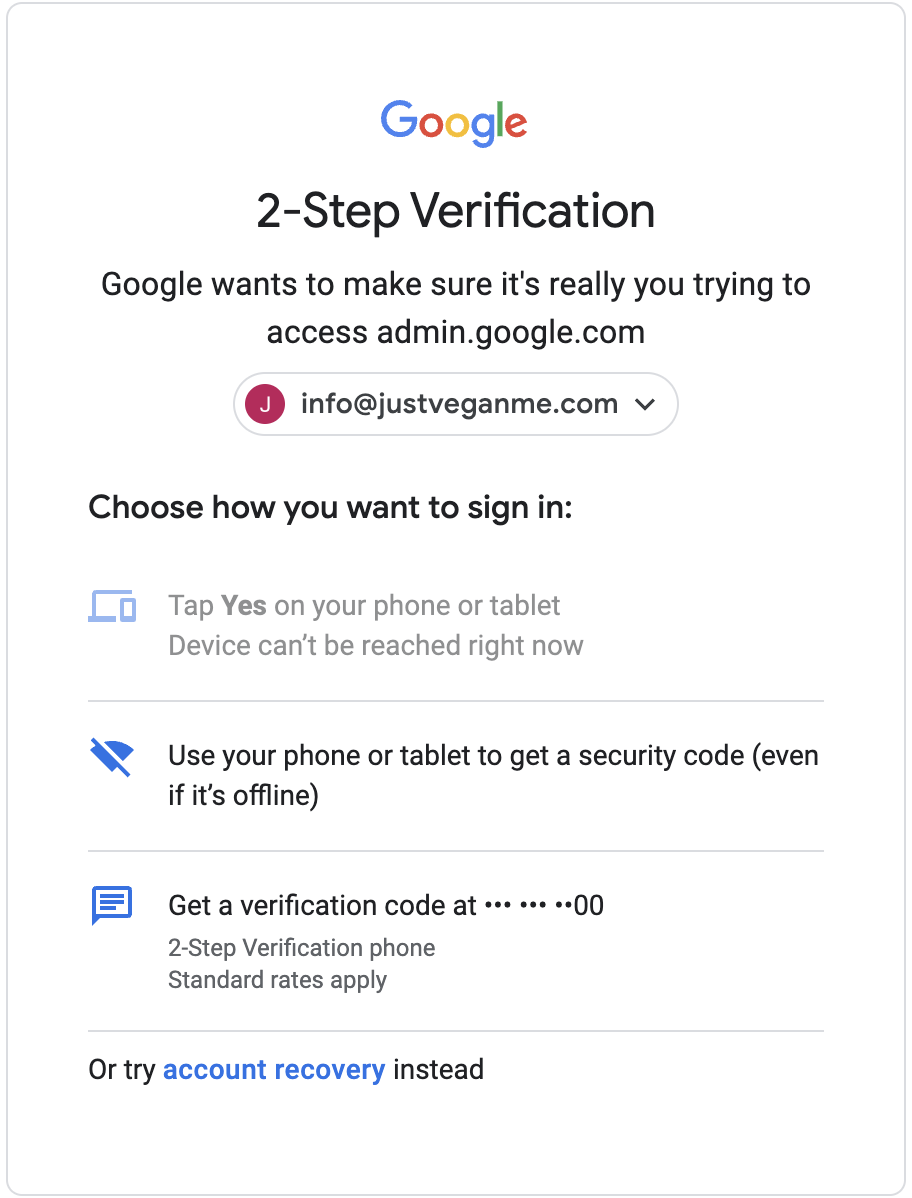 Google
2-Step Verification
Google wants to make sure it's really you trying to
access admin.google.com
J info@justveganme.com
Choose how you want to sign in:
Tap Yes on your phone or tablet
Device can’t be reached right now
Use your phone or tablet to get a security code (even
if it’s offline)
Get a verification code at ••• ••• ••00
2-Step Verification phone
Standard rates apply
Or try account recovery instead